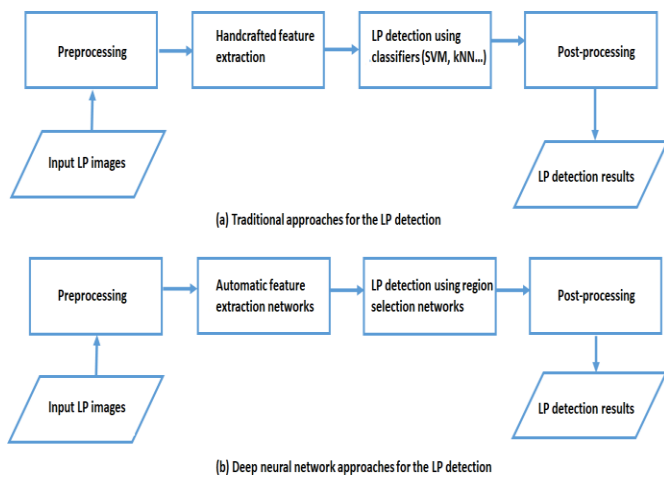 Preprocessing
Handcrafted feature
extraction
LP detection using
classifiers (SVM, kNN...)
Post-processing
Input LP images
LP detection results
(a) Traditional approaches for the LP detection
Preprocessing
Automatic feature
extraction networks
LP detection using region
selection networks
Post-processing
Input LP images
LP detection results
(b) Deep neural network approaches for the LP detection